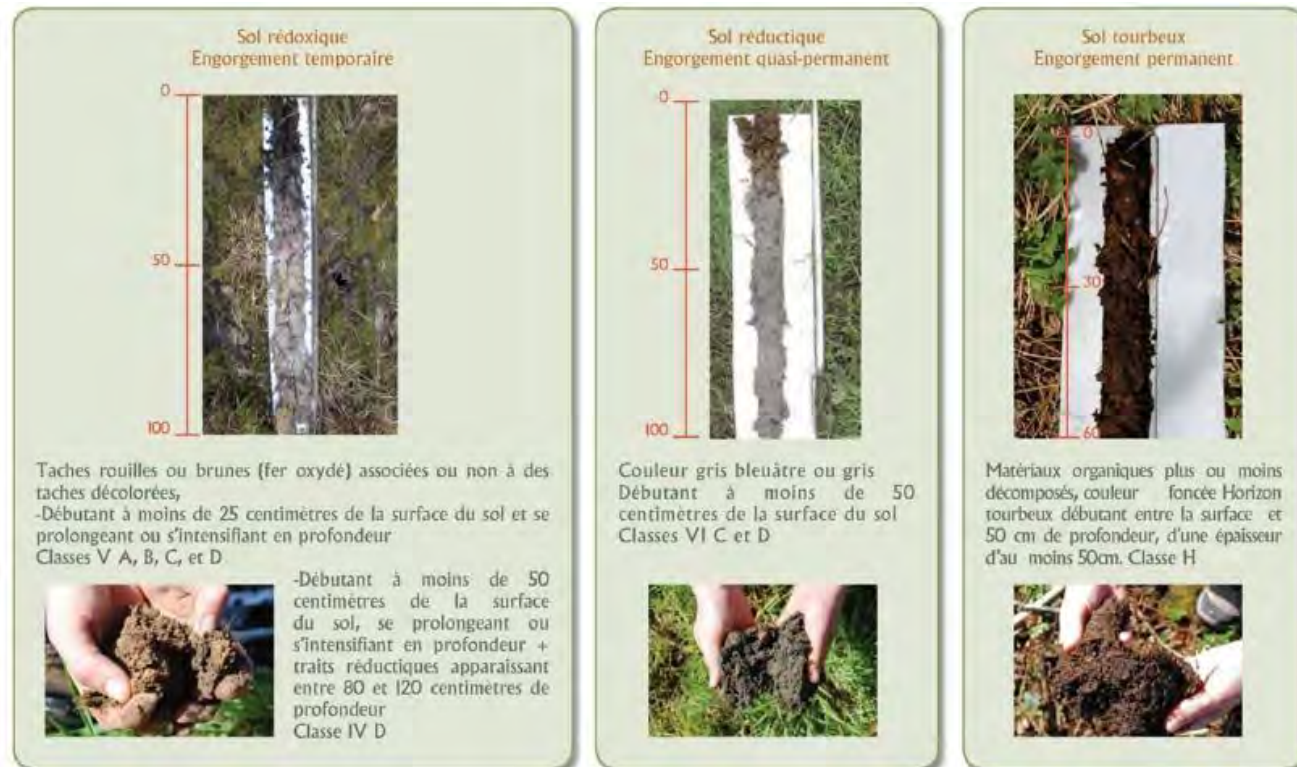 Sol rédoxique
Engorgement temporaire
0
50
100
Taches rouilles ou brunes (fer oxydé) associées ou non à des
taches décolorées,
-Débutant à moins de 25 centimètres de la surface du sol et se
prolongeant ou s'intensifiant en profondeur
Classes V A, B, C, et D
-Débutant à moins de 50
centimètres de la surface
du sol, se prolongeant ou
s'intensifiant en profondeur +
traits réductiques apparaissant
entre 80 et 120 centimètres de
profondeur
Classe IV D
Sol réductique
Engorgement quasi-permanent
0
50
100
Couleur gris bleuâtre ou gris
Débutant à moins de 50
centimètres de la surface du sol
Classes VI C et D
Sol tourbeux
Engorgement permanent
0
30
60
Matériaux organiques plus ou moins
décomposés, couleur foncée Horizon
tourbeux débutant entre la surface et
50 cm de profondeur, d'une épaisseur
d'au moins 50cm. Classe H